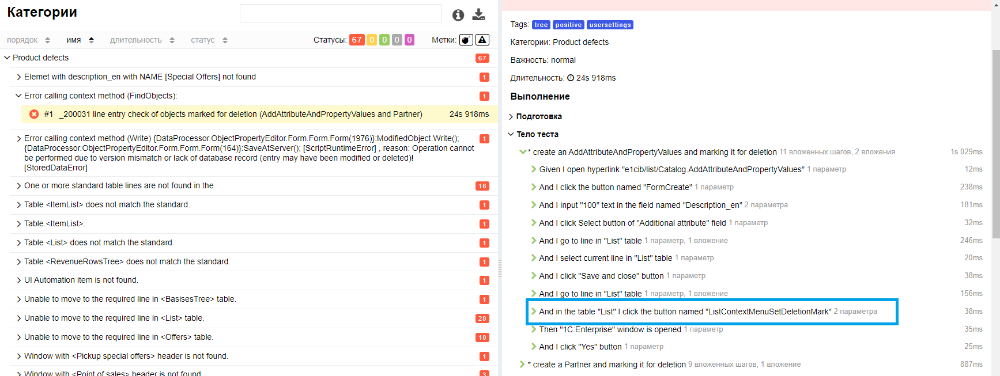 Категории
порядок имя длительность статус Статусы: 67 0 0 0 0 Метки:
Product defects 67
Elemet with description_en with NAME [Special Offers] not found 1
Error calling context method (FindObjects): 1
#1 _200031 line entry check of objects marked for deletion (AddAttributeAndPropertyValues and Partner) 24s 918ms
Error calling context method (Write) {DataProcessor.ObjectPropertyEditor.Form.Form.Form(1976)}:ModifiedObject.Write(); 1
{DataProcessor.ObjectPropertyEditor.Form.Form.Form(164)}:SaveAtServer(); [ScriptRuntimeError] , reason: Operation cannot
be performed due to version mismatch or lack of database record (entry may have been modified or deleted)!
[StoredDataError]
One or more standard table lines are not found in the 16
Table <ItemList> does not match the standard. 1
Table <ItemList>. 1
Table <List> does not match the standard. 1
Table <RevenueRowsTree> does not match the standard. 1
UI Automation item is not found. 1
Unable to move to the required line in <BasisesTree> table. 1
Unable to move to the required line in <List> table. 28
Unable to move to the required line in <Offers> table. 10
Window with <Pickup special offers> header is not found. 1
Window with <Point of sales> header is not found. 3
Tags: tree positive usersettings
Категории: Product defects
Важность: normal
Длительность: 24s 918ms
Выполнение
Подготовка
Тело теста
* create an AddAttributeAndPropertyValues and marking it for deletion 11 вложенных шагов, 2 вложения 1s 029ms
Given I open hyperlink "e1cib/list/Catalog.AddAttributeAndPropertyValues" 1 параметр 12ms
And I click the button named "FormCreate" 1 параметр 238ms
And I input "100" text in the field named "Description_en" 2 параметра 181ms
And I click Select button of "Additional attribute" field 1 параметр 32ms
And I go to line in "List" table 1 параметр, 1 вложение 246ms
And I select current line in "List" table 1 параметр 20ms
And I click "Save and close" button 1 параметр 38ms
And I go to line in "List" table 1 параметр, 1 вложение 156ms
And in the table "List" I click the button named "ListContextMenuSetDeletionMark" 2 параметра 38ms
Then "1C:Enterprise" window is opened 1 параметр 35ms
And I click "Yes" button 1 параметр 25ms
* create a Partner and marking it for deletion 9 вложенных шагов, 1 вложение 887ms